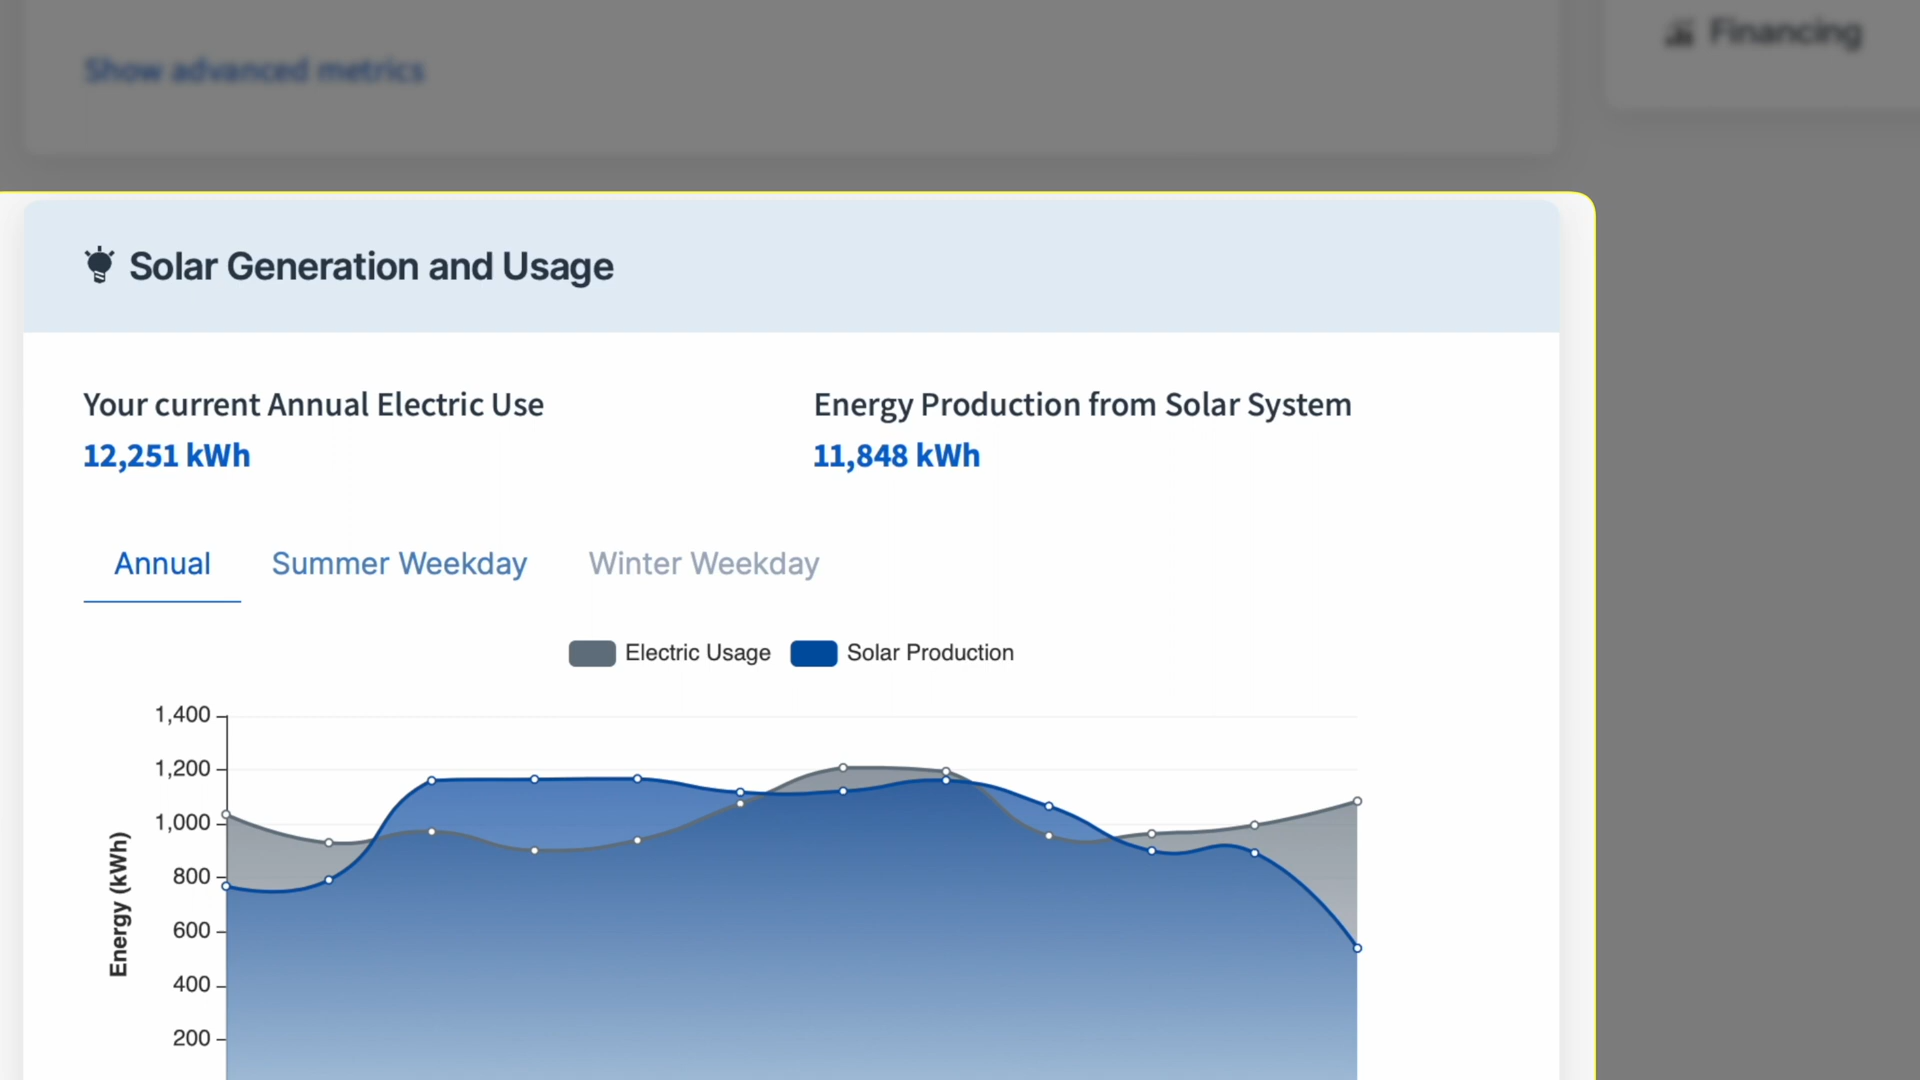 Show advanced metrics
Financing
Solar Generation and Usage
Your current Annual Electric Use
12,251 kWh
Energy Production from Solar System
11,848 kWh
Annual Summer Weekday Winter Weekday
Electric Usage Solar Production
1,400
1,200
1,000
800
600
400
200
Energy (kWh)